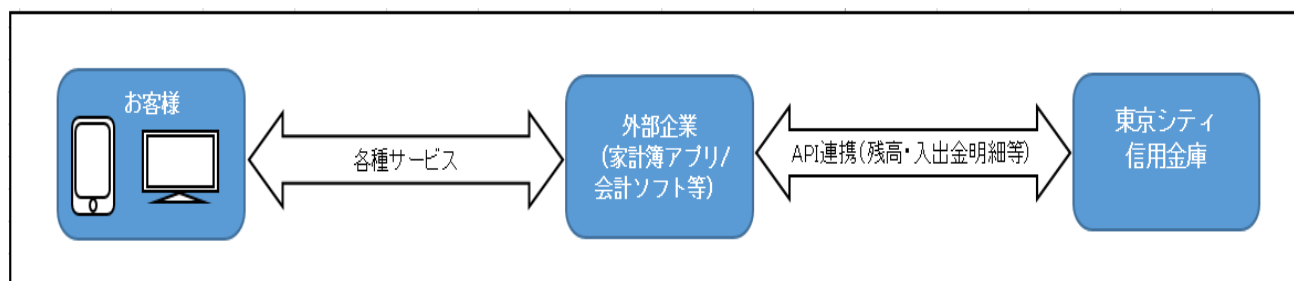 お客様
各種サービス
外部企業
（家計簿アプリ/
会計ソフト等）
API連携（残高・入出金明細等）
東京シティ
信用金庫